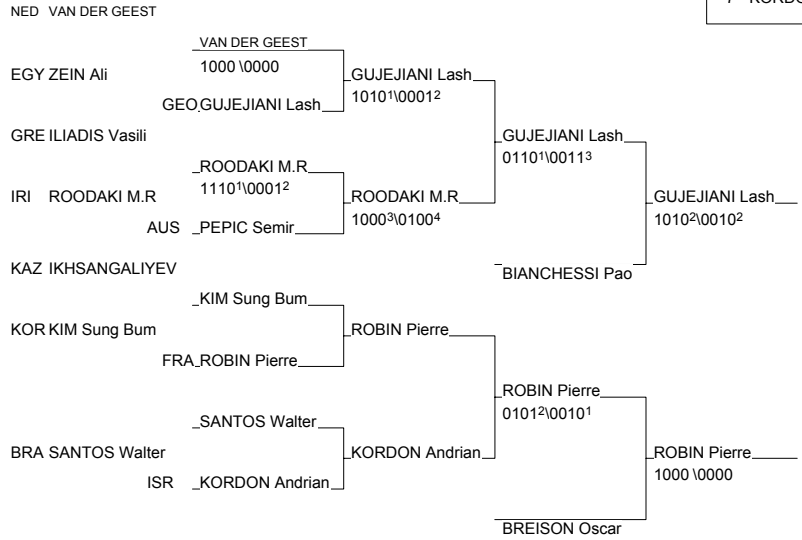 NED VAN DER GEEST
VAN DER GEEST
1000 \0000
EGY ZEIN Ali
GUJEJIANI Lash
1010¹\0001²
GEO GUJEJIANI Lash
GRE ILIADIS Vasili
GUJEJIANI Lash
0110¹\0011³
ROODAKI M.R
1110¹\0001²
IRI ROODAKI M.R
ROODAKI M.R
1000³\0100⁴
GUJEJIANI Lash
1010²\0010²
AUS PEPIC Semir
KAZ IKHSANGALIYEV
BIANCHESSI Pao
KIM Sung Bum
KOR KIM Sung Bum
ROBIN Pierre
FRA ROBIN Pierre
ROBIN Pierre
0101²\0010¹
SANTOS Walter
BRA SANTOS Walter
KORDON Andrian
ROBIN Pierre
1000 \0000
ISR KORDON Andrian
BREISON Oscar